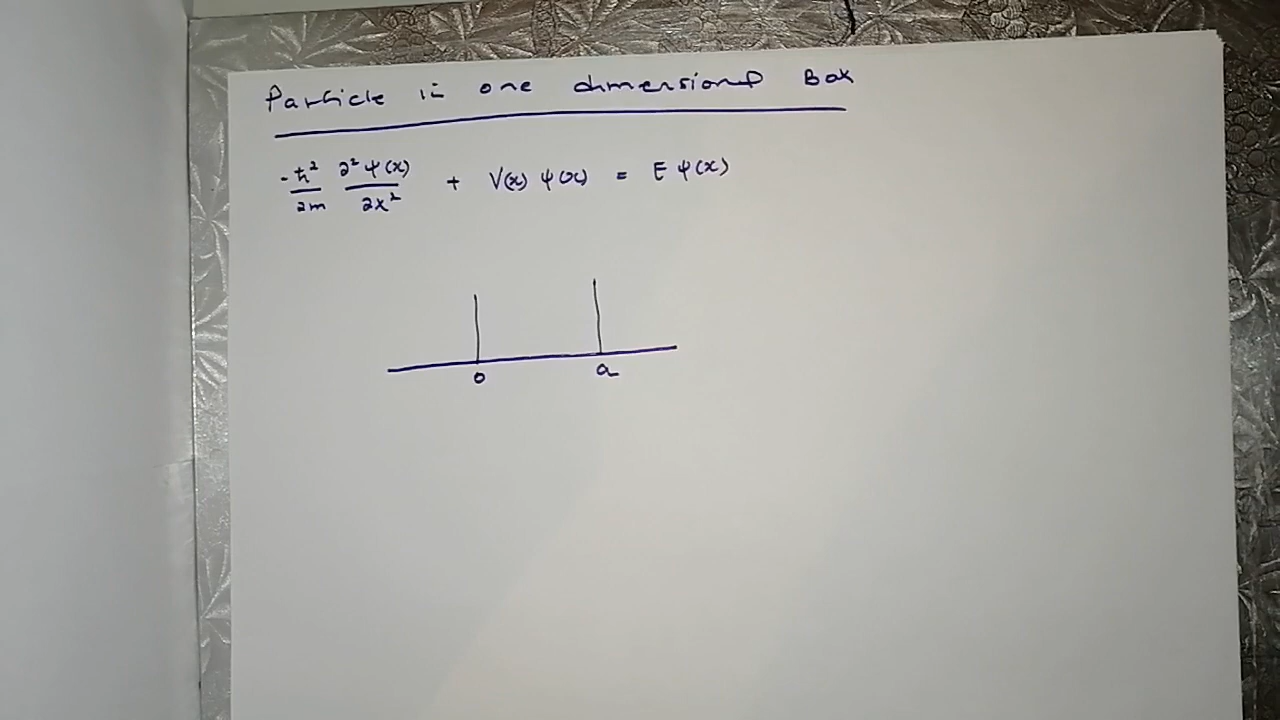 Particle in one dimensional Box
-ℏ²/2m ∂²ψ(x)/∂x² + V(x) ψ(x) = E ψ(x)
0 a